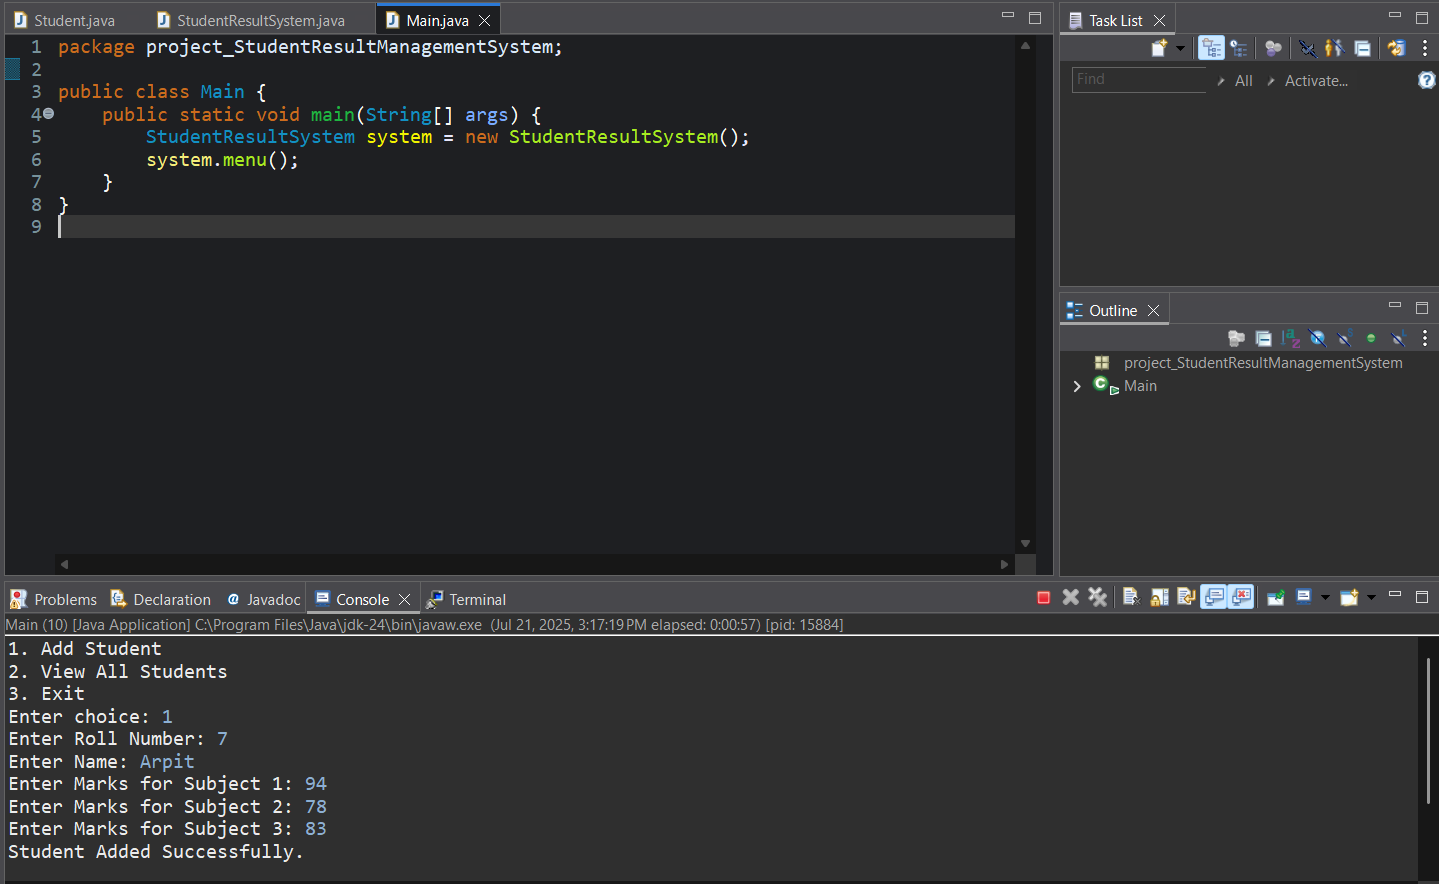 Student.java StudentResultSystem.java Main.java
1 package project_StudentResultManagementSystem;
2
3 public class Main {
4 public static void main(String[] args) {
5 StudentResultSystem system = new StudentResultSystem();
6 system.menu();
7 }
8 }
9
Task List
Find All Activate...
Outline
project_StudentResultManagementSystem
Main
Problems Declaration Javadoc Console Terminal
Main (10) [Java Application] C:\Program Files\Java\jdk-24\bin\javaw.exe (Jul 21, 2025, 3:17:19 PM elapsed: 0:00:57) [pid: 15884]
1. Add Student
2. View All Students
3. Exit
Enter choice: 1
Enter Roll Number: 7
Enter Name: Arpit
Enter Marks for Subject 1: 94
Enter Marks for Subject 2: 78
Enter Marks for Subject 3: 83
Student Added Successfully.